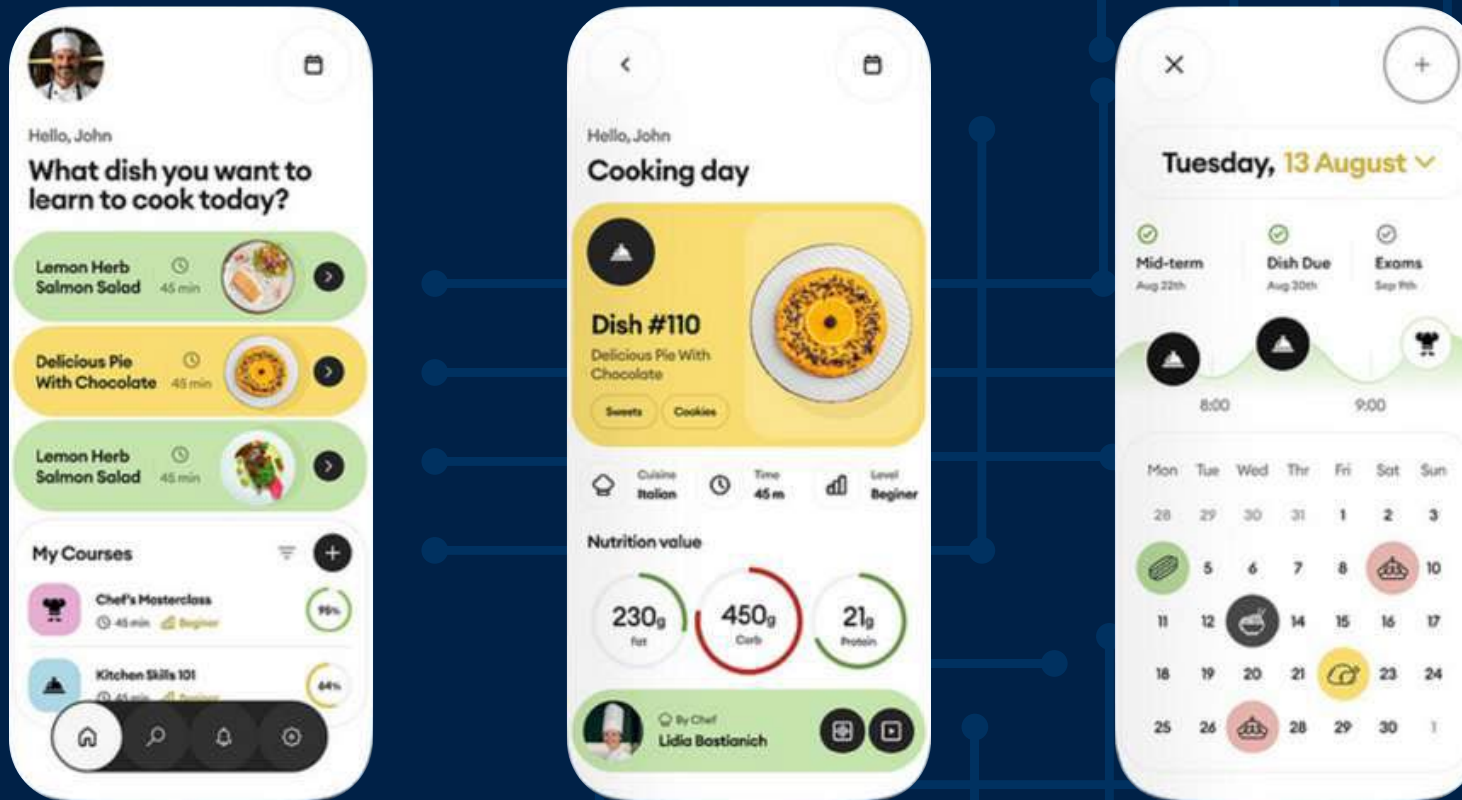 Hello, John
What dish you want to
learn to cook today?
Lemon Herb
Salmon Salad
45 min
Delicious Pie
With Chocolate
45 min
Lemon Herb
Salmon Salad
45 min
My Courses
Chef's Masterclass
45 min Beginer
95%
Kitchen Skills 101
45 min Beginer
64%
Hello, John
Cooking day
Dish #110
Delicious Pie With
Chocolate
Sweets
Cookies
Cuisine
Italian
Time
45 m
Level
Beginer
Nutrition value
230g
Fat
450g
Carb
21g
Protein
By Chef
Lidia Bastianich
Tuesday, 13 August
Mid-term
Aug 22th
Dish Due
Aug 20th
Exams
Sep 9th
8:00
9:00
Mon Tue Wed Thr Fri Sat Sun
28 29 30 31 1 2 3
5 6 7 8 10
11 12 14 15 16 17
18 19 20 21 23 24
25 26 28 29 30 1